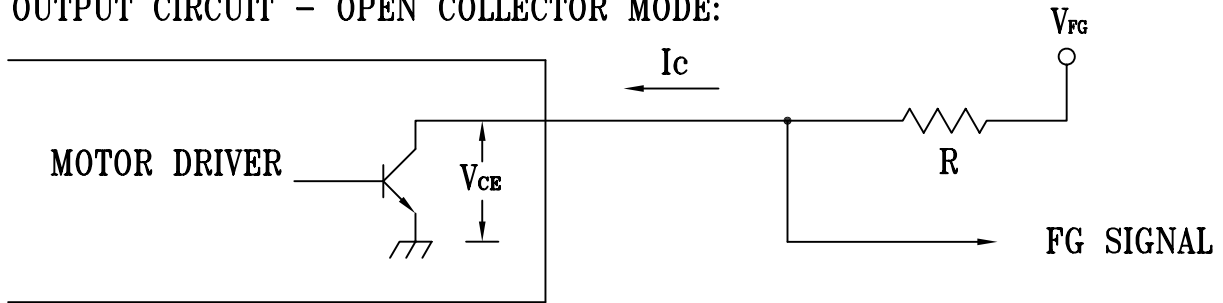 OUTPUT CIRCUIT - OPEN COLLECTOR MODE:
VFG
Ic
MOTOR DRIVER
VCE
R
FG SIGNAL